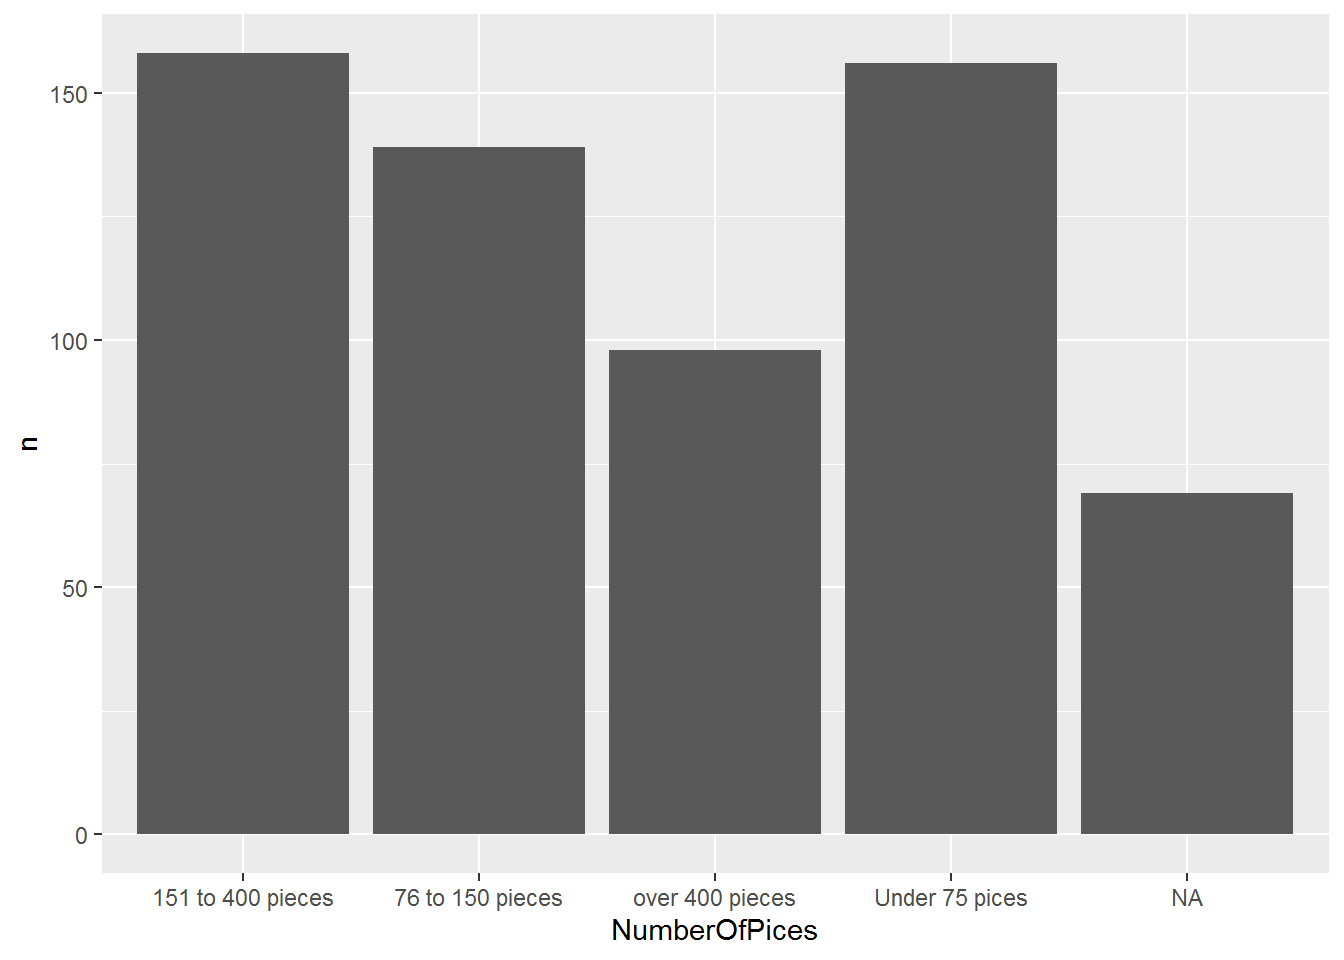 150
100
50
0
n
151 to 400 pieces
76 to 150 pieces
over 400 pieces
Under 75 pices
NA
NumberOfPices